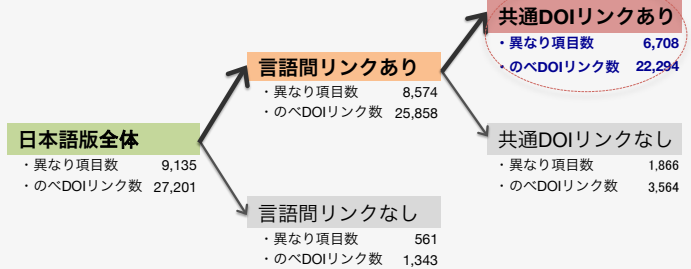 共通DOIリンクあり
・異なり項目数 6,708
・のべDOIリンク数 22,294
言語間リンクあり
・異なり項目数 8,574
・のべDOIリンク数 25,858
日本語版全体
・異なり項目数 9,135
・のべDOIリンク数 27,201
共通DOIリンクなし
・異なり項目数 1,866
・のべDOIリンク数 3,564
言語間リンクなし
・異なり項目数 561
・のべDOIリンク数 1,343